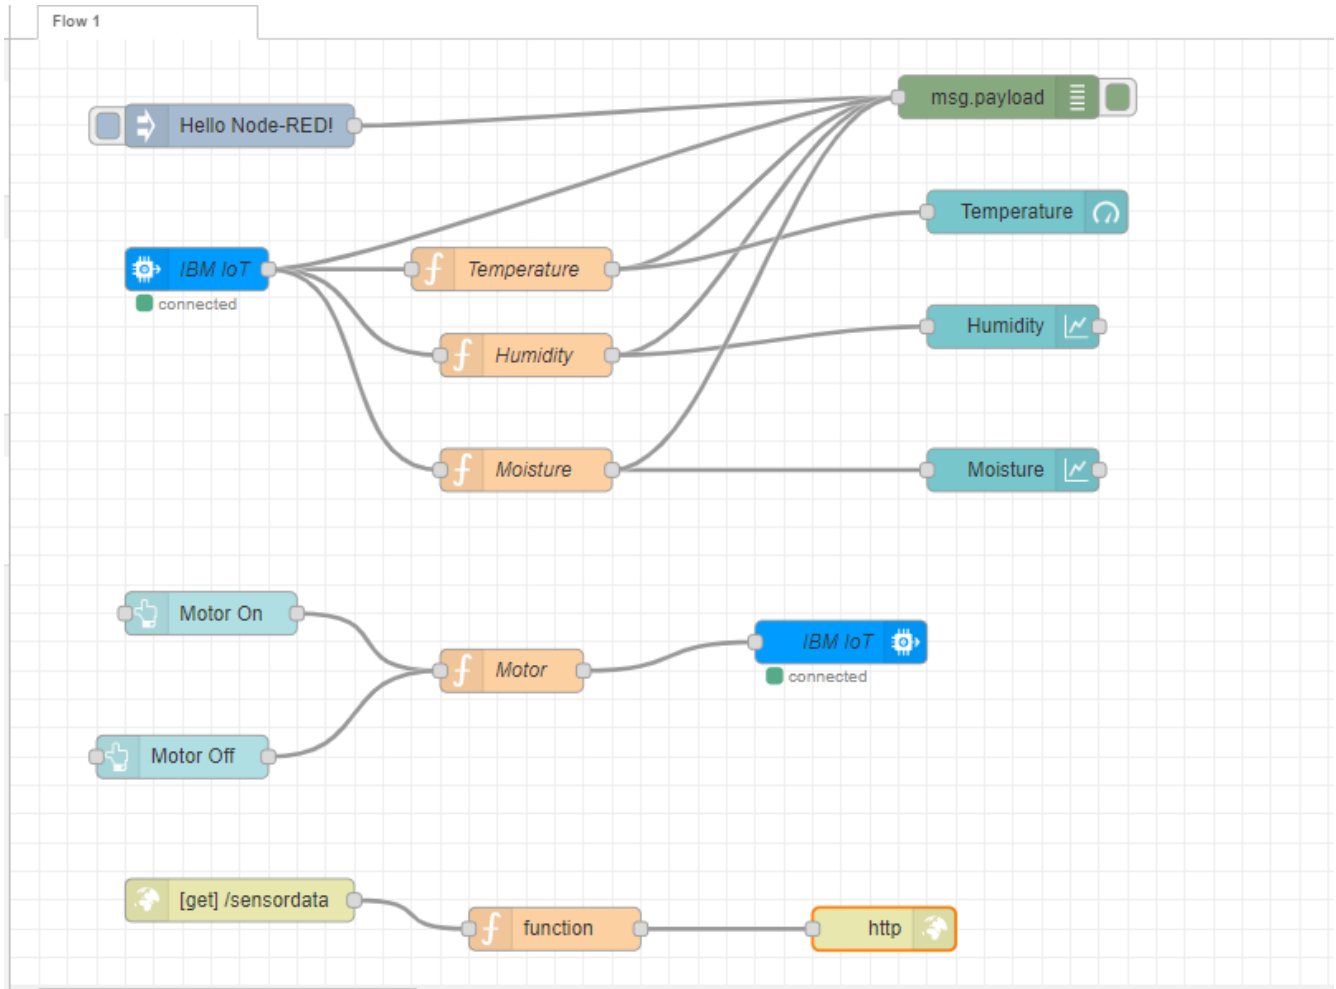 Flow 1
msg.payload
Hello Node-RED!
Temperature
IBM IoT
Temperature
connected
Humidity
Humidity
Moisture
Moisture
Motor On
IBM IoT
Motor
connected
Motor Off
[get] /sensordata
function
http